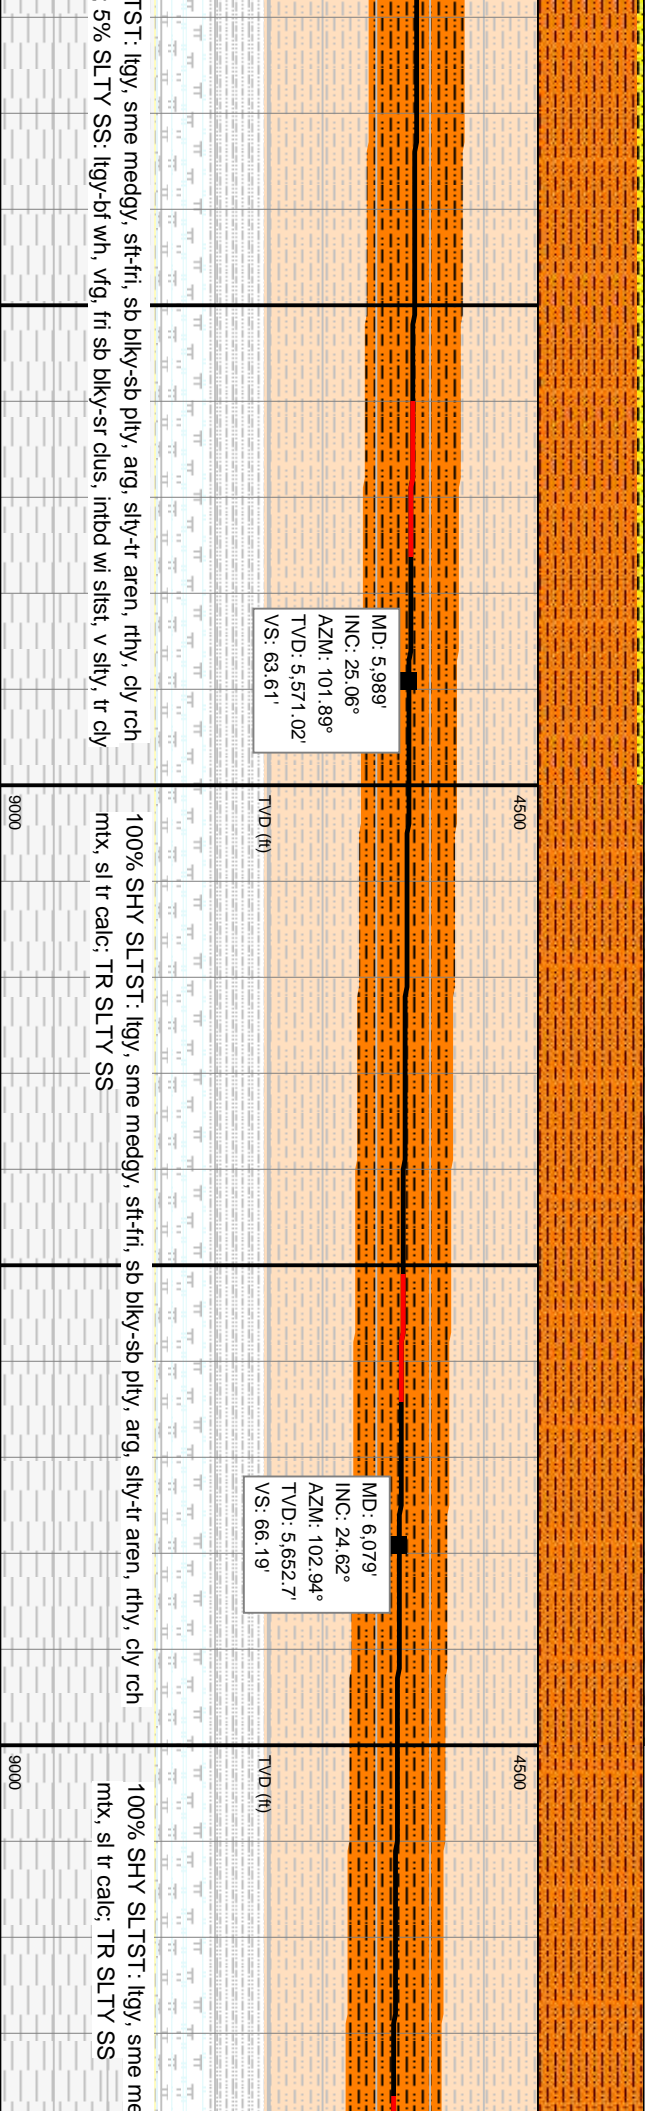 TST: ltgy, sme medgy, sft-fri, sb blky-sb plty, arg, slty-tr aren, rthy, cly rch
; 5% SLTY SS: ltgy-bf wh, vfg, fri sb blky-sr clus, intbd wi sltst, v slty, tr cly
MD: 5,989'
INC: 25.06°
AZM: 101.89°
TVD: 5,571.02'
VS: 63.61'
4500
TVD (ft)
9000
100% SHY SLTST: ltgy, sme medgy, sft-fri, sb blky-sb plty, arg, slty-tr aren, rthy, cly rch
mtx, sl tr calc; TR SLTY SS
MD: 6,079'
INC: 24.62°
AZM: 102.94°
TVD: 5,652.7'
VS: 66.19'
4500
TVD (ft)
9000
100% SHY SLTST: ltgy, sme me
mtx, sl tr calc; TR SLTY SS